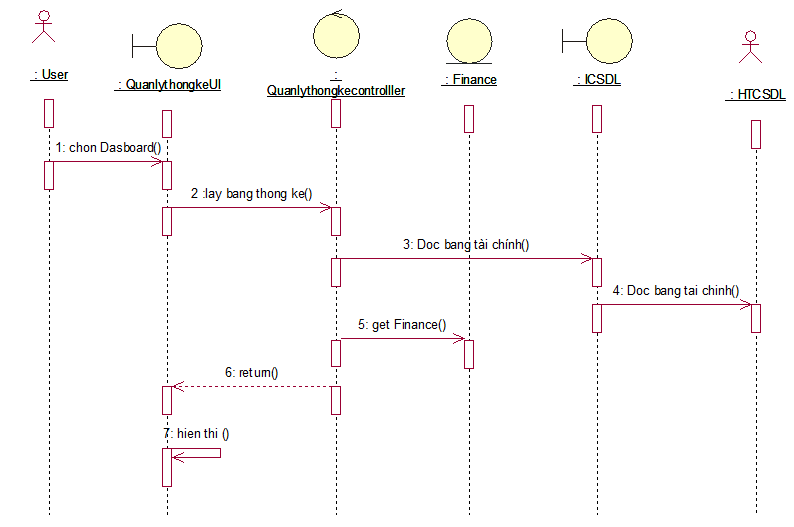 : User
: QuanlythongkeUI
:
Quanlythongkecontrolller
: Finance
: ICSDL
: HTCSDL
1: chon Dasboard()
2 :lay bang thong ke()
3: Doc bang tài chính()
4: Doc bang tai chinh()
5: get Finance()
6: return()
7: hien thi ()